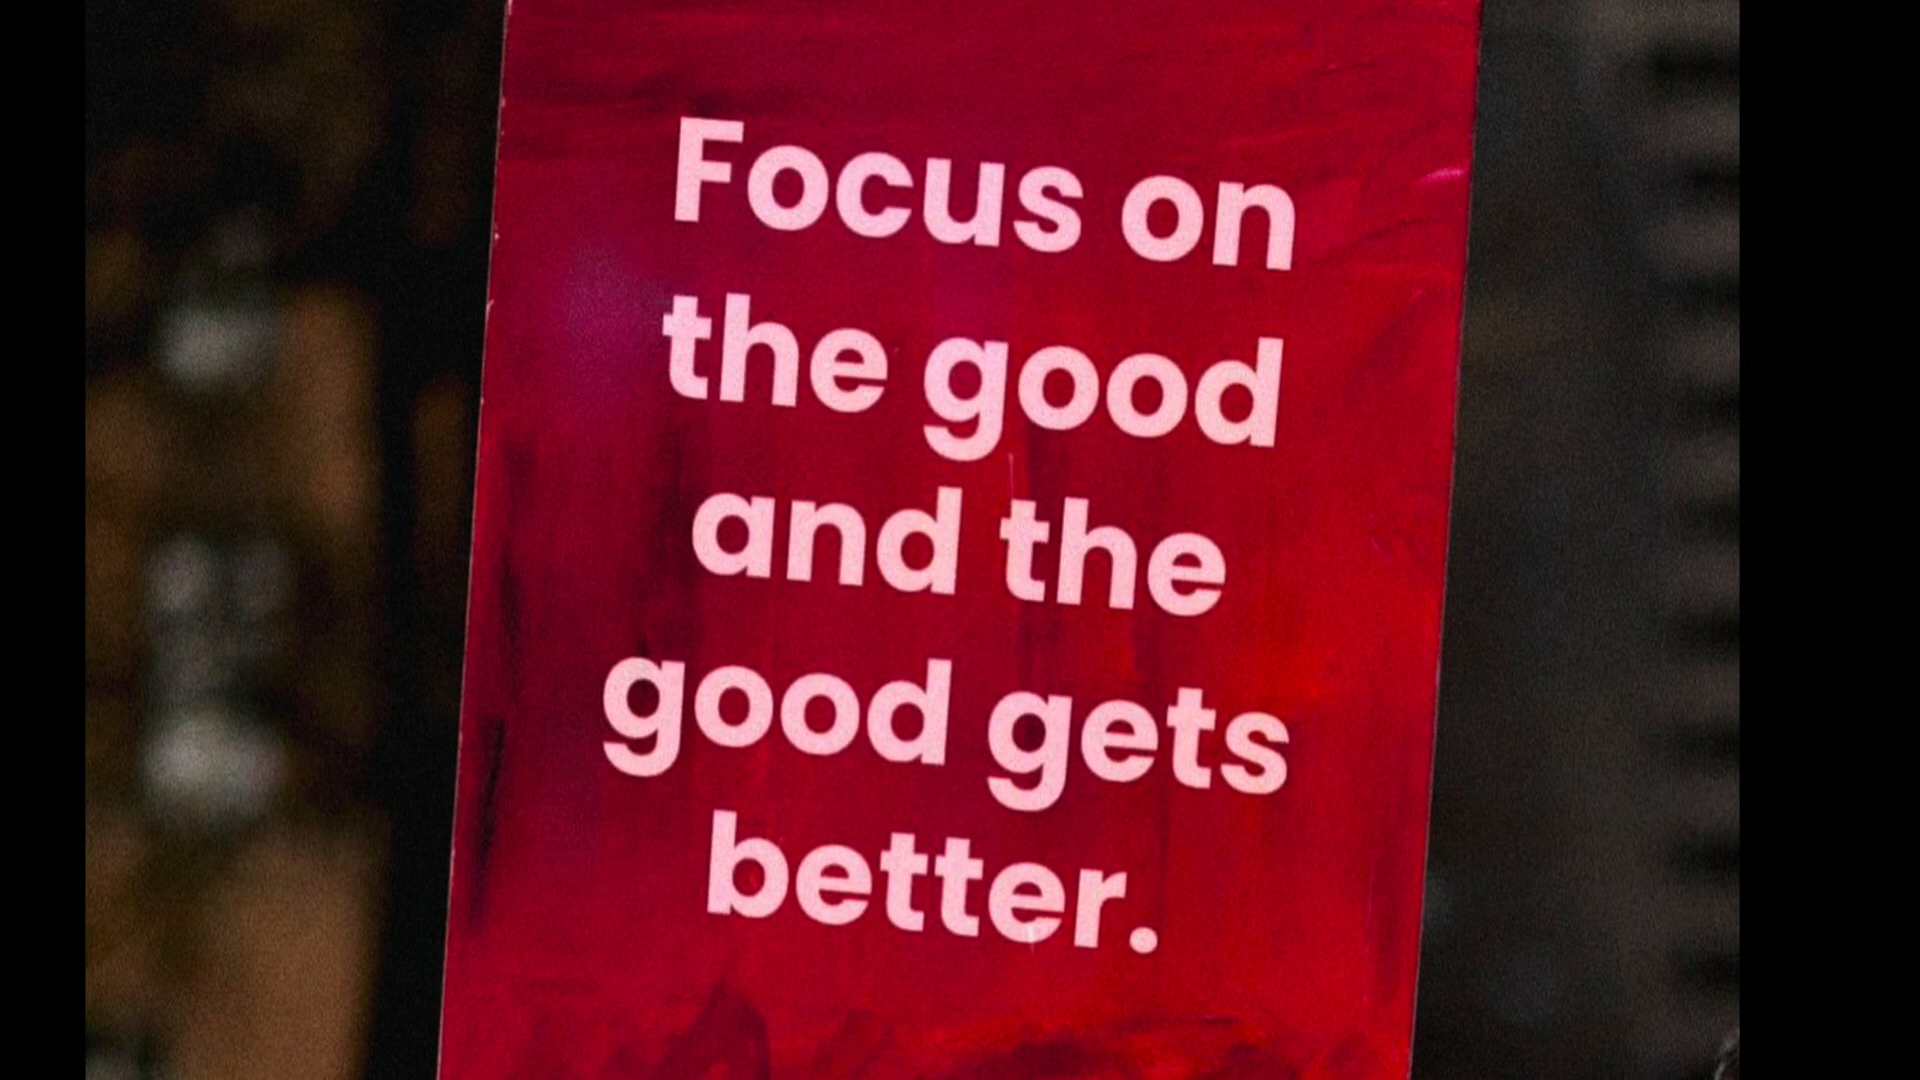 Focus on
the good
and the
good gets
better.